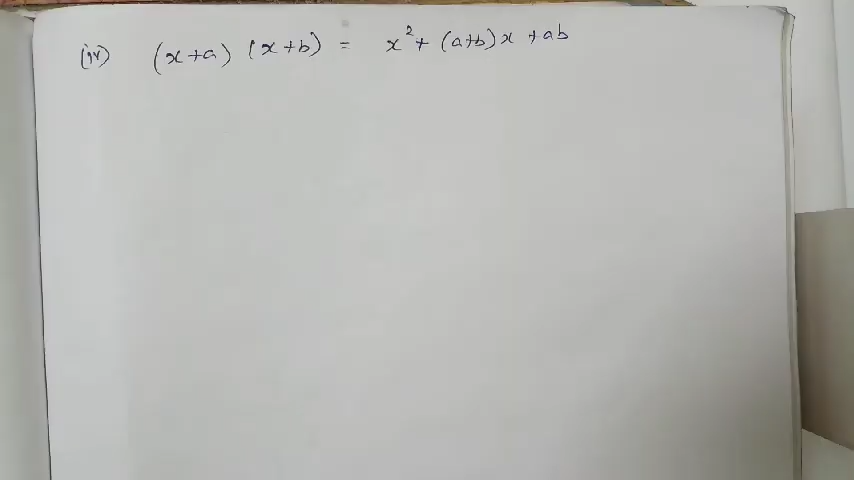 (iv) (x+a) (x+b) = x² + (a+b)x + ab